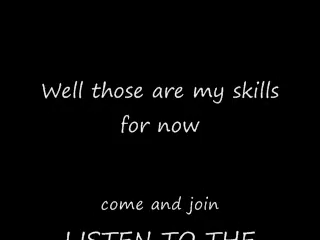 Well those are my skills
for now
come and join
LISTEN TO THE